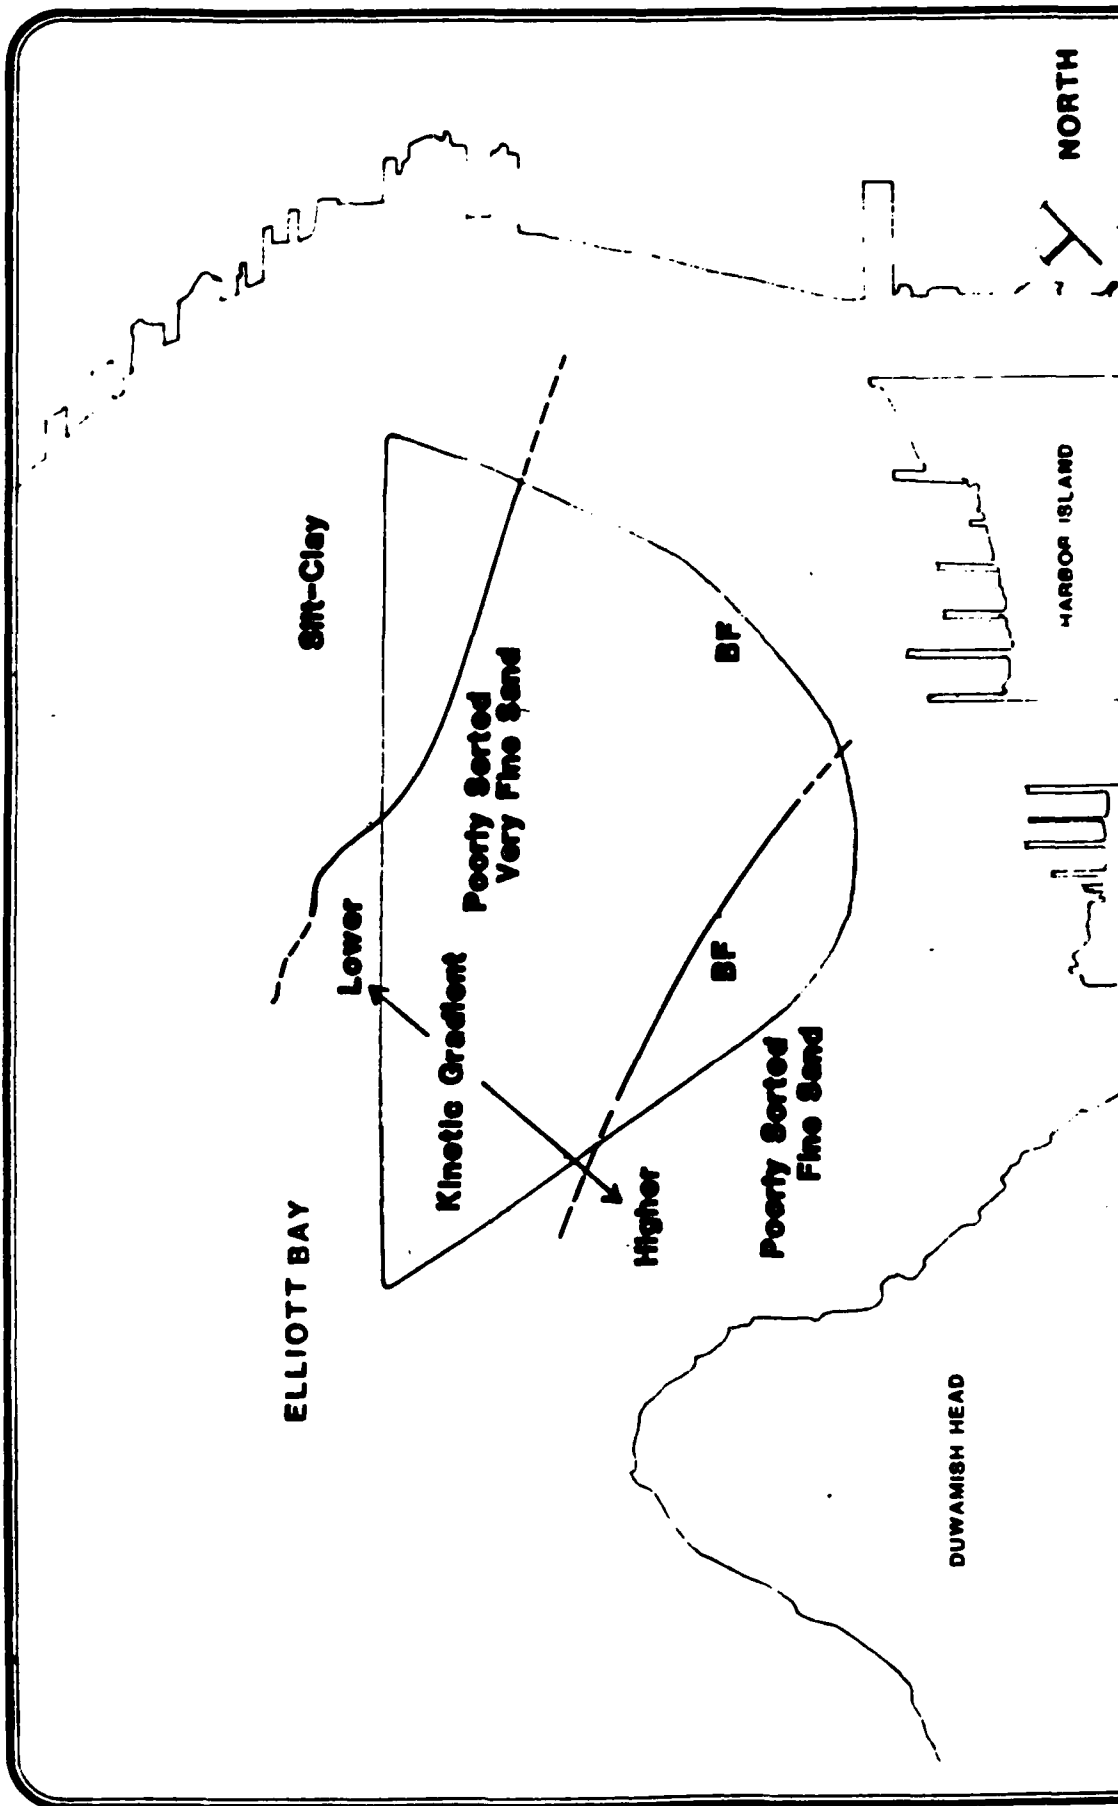 ELLIOTT BAY
Silt-Clay
Lower
Kinetic Gradient
Higher
Poorly Sorted
Very Fine Sand
BF
BF
Poorly Sorted
Fine Sand
DUWAMISH HEAD
HARBOR ISLAND
NORTH